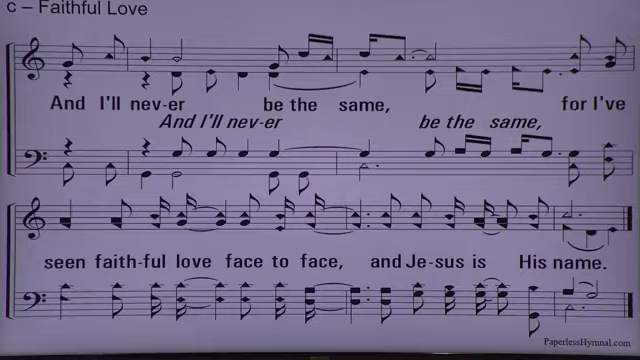 c – Faithful Love
And I'll nev-er be the same, for I've
And I'll nev-er be the same,
seen faith-ful love face to face, and Je-sus is His name.
PaperlessHymnal.com